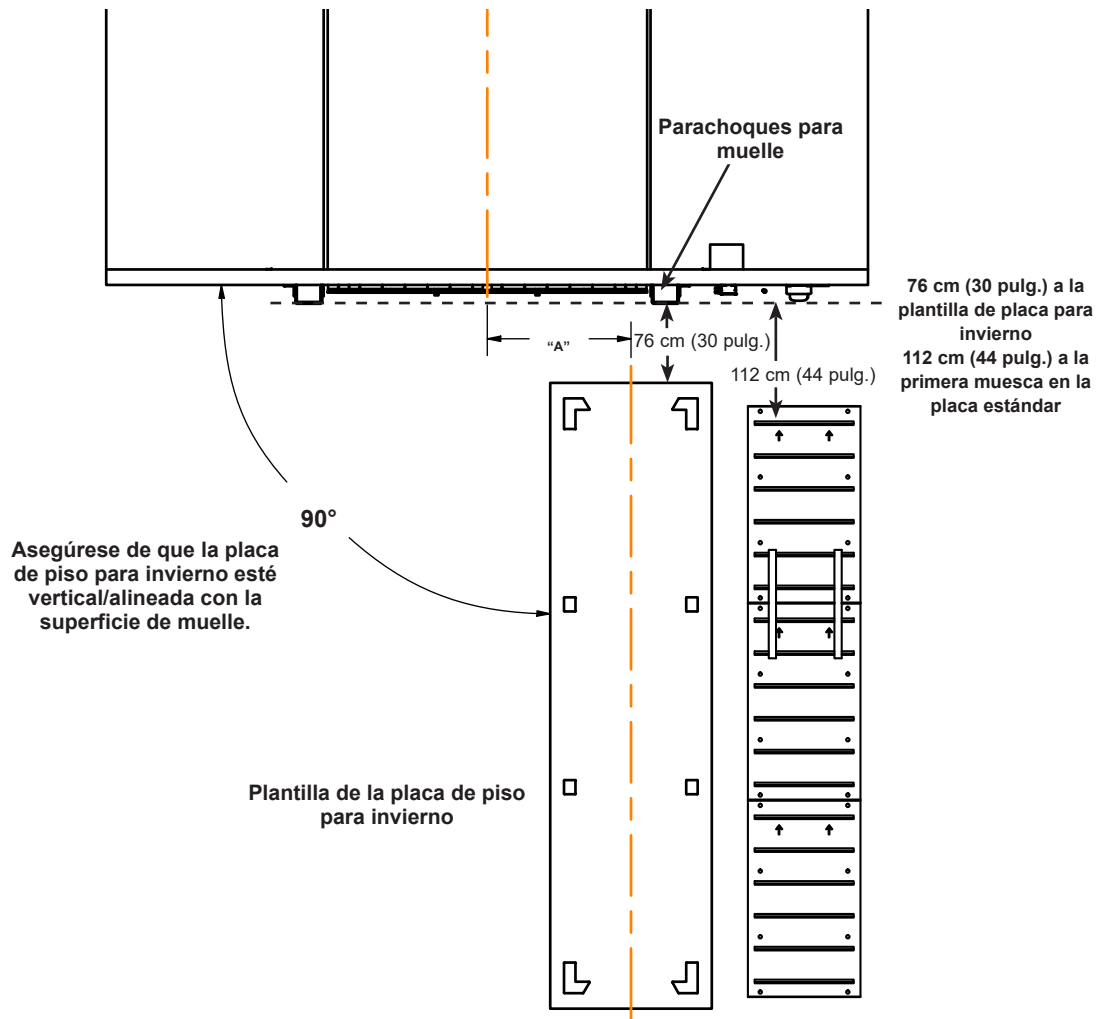 Parachoques para
muelle
76 cm (30 pulg.) a la
plantilla de placa para
invierno
112 cm (44 pulg.) a la
primera muesca en la
placa estándar
“A”
76 cm (30 pulg.)
112 cm (44 pulg.)
90°
Asegúrese de que la placa
de piso para invierno esté
vertical/alineada con la
superficie de muelle.
Plantilla de la placa de piso
para invierno